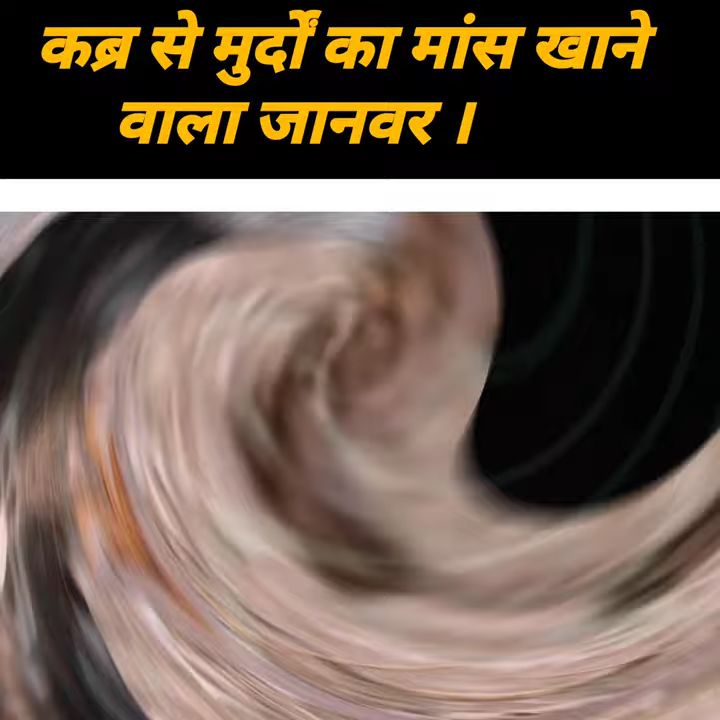 कब्र से मुर्दों का मांस खाने
वाला जानवर ।